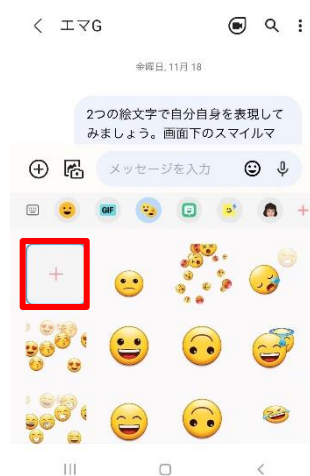 エマG
金曜日, 11月 18
2つの絵文字で自分自身を表現して
みましょう。画面下のスマイルマ
メッセージを入力
GIF